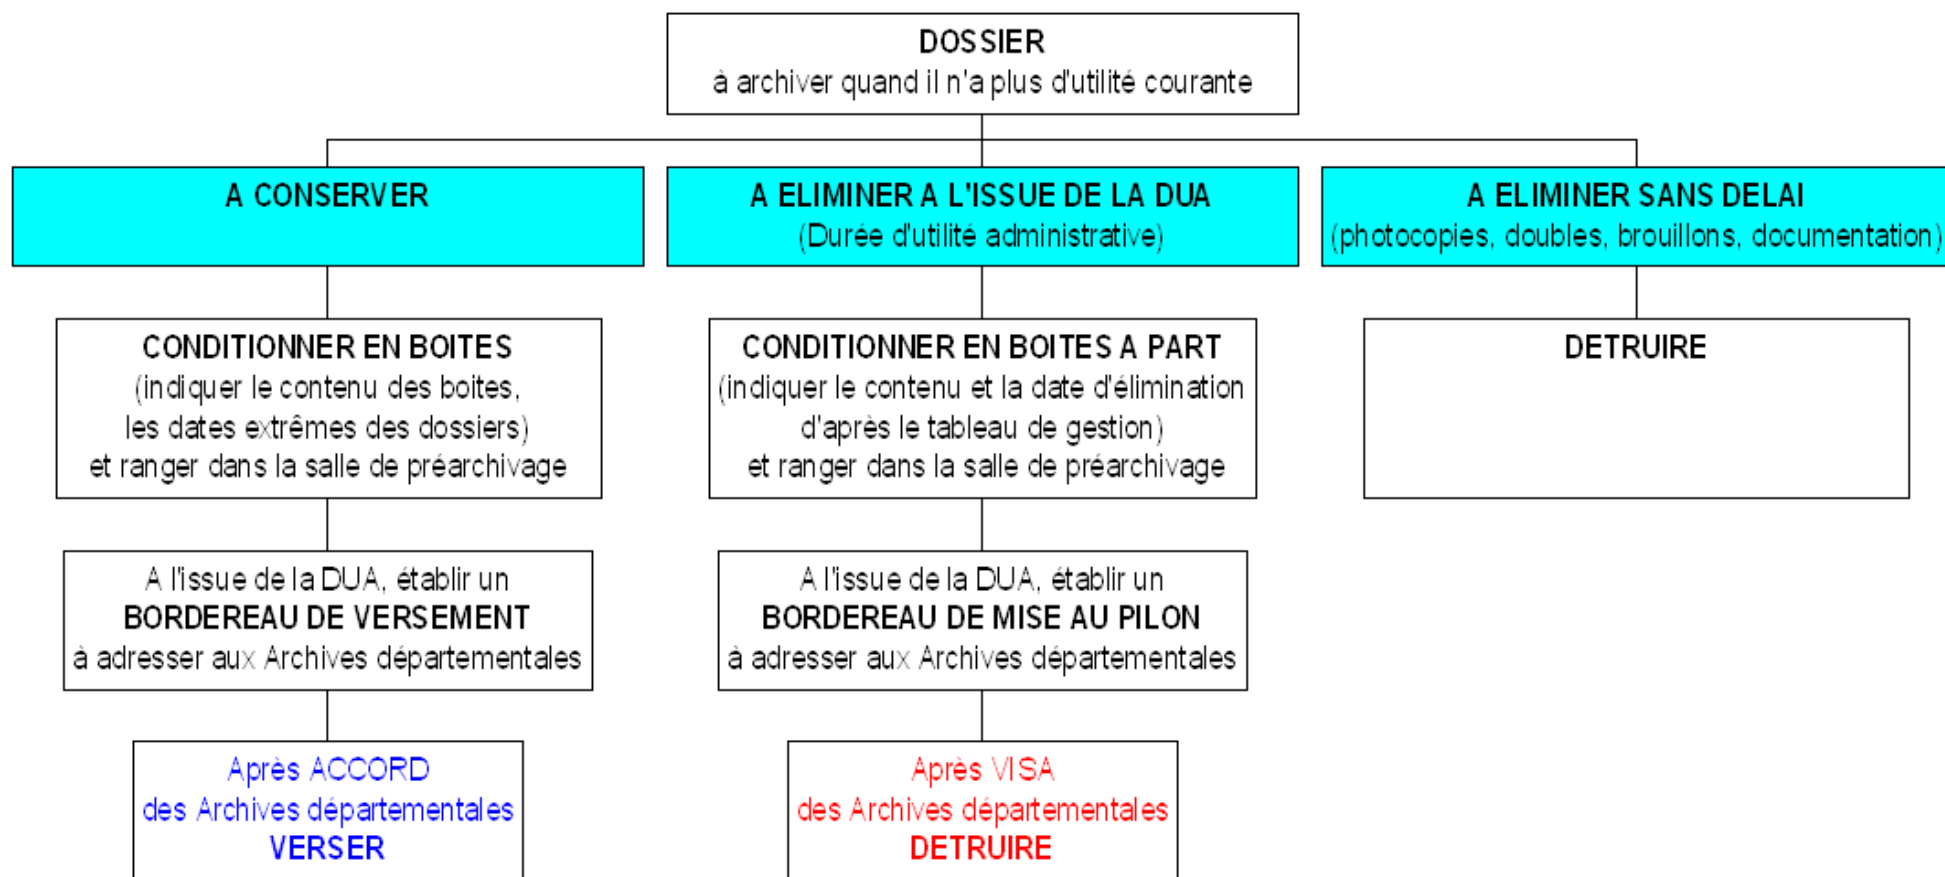 DOSSIER
à archiver quand il n'a plus d'utilité courante
A CONSERVER
A ELIMINER A L'ISSUE DE LA DUA
(Durée d'utilité administrative)
A ELIMINER SANS DELAI
(photocopies, doubles, brouillons, documentation)
CONDITIONNER EN BOITES
(indiquer le contenu des boites,
les dates extrêmes des dossiers)
et ranger dans la salle de préarchivage
CONDITIONNER EN BOITES A PART
(indiquer le contenu et la date d'élimination
d'après le tableau de gestion)
et ranger dans la salle de préarchivage
DETRUIRE
A l'issue de la DUA, établir un
BORDEREAU DE VERSEMENT
à adresser aux Archives départementales
A l'issue de la DUA, établir un
BORDEREAU DE MISE AU PILON
à adresser aux Archives départementales
Après ACCORD
des Archives départementales
VERSER
Après VISA
des Archives départementales
DETRUIRE